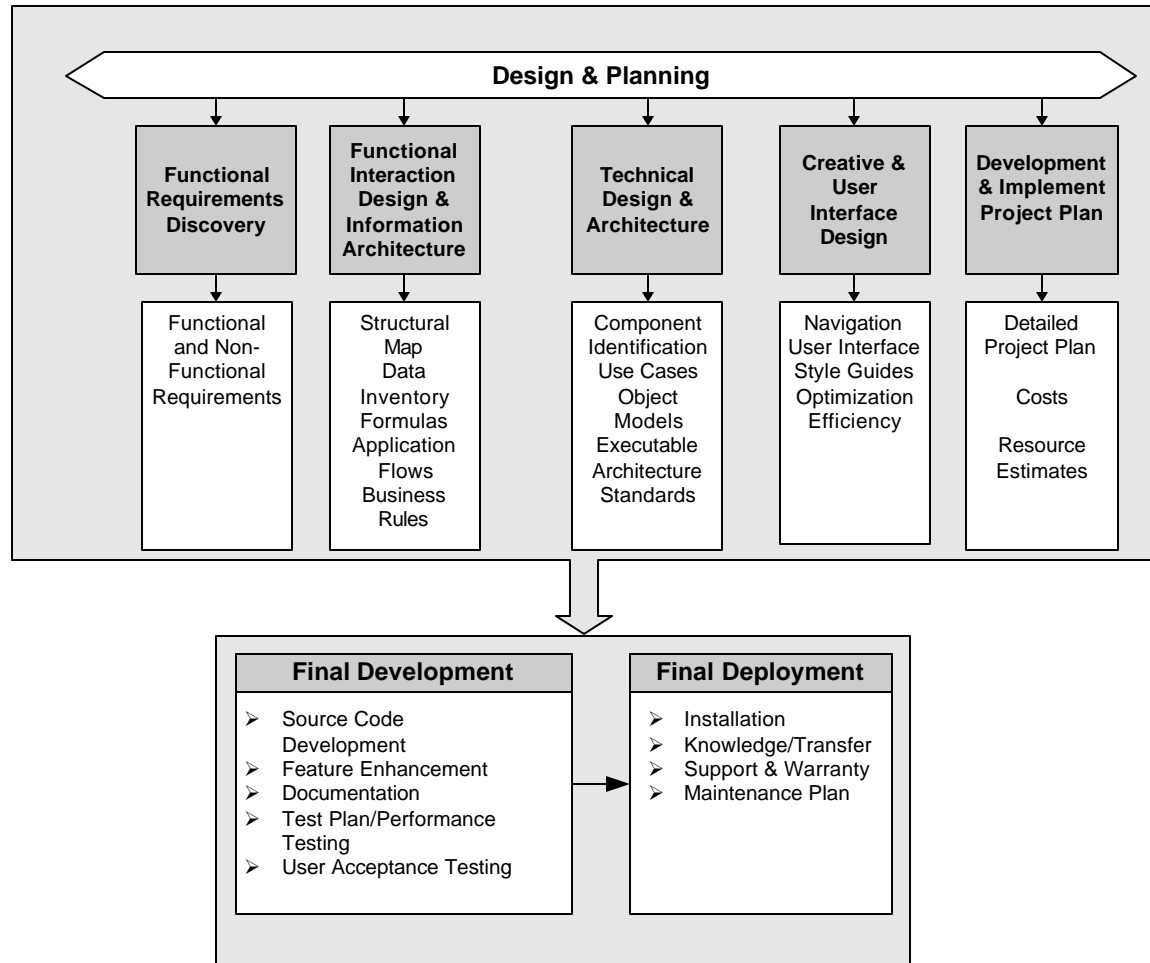 Design & Planning
Functional
Requirements
Discovery
Functional
Interaction
Design &
Information
Architecture
Technical
Design &
Architecture
Creative &
User
Interface
Design
Development
& Implement
Project Plan
Functional
and Non-
Functional
Requirements
Structural
Map
Data
Inventory
Formulas
Application
Flows
Business
Rules
Component
Identification
Use Cases
Object
Models
Executable
Architecture
Standards
Navigation
User Interface
Style Guides
Optimization
Efficiency
Detailed
Project Plan
Costs
Resource
Estimates
Final Development
➢ Source Code
Development
➢ Feature Enhancement
➢ Documentation
➢ Test Plan/Performance
Testing
➢ User Acceptance Testing
Final Deployment
➢ Installation
➢ Knowledge/Transfer
➢ Support & Warranty
➢ Maintenance Plan